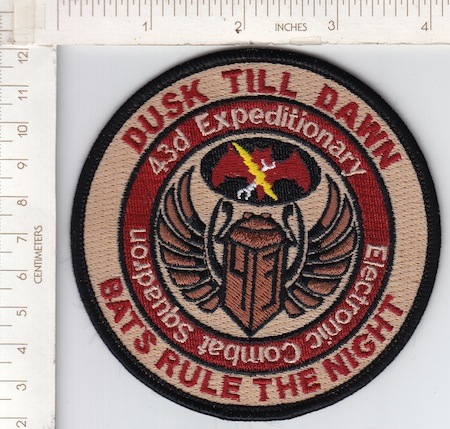 1 2 INCHES 3 4
12
11
10
9
8
7
6
5
4
3
2
CENTIMETERS
DUSK TILL DAWN
43d Expeditionary
Electronic Combat Squadron
43
BATS RULE THE NIGHT